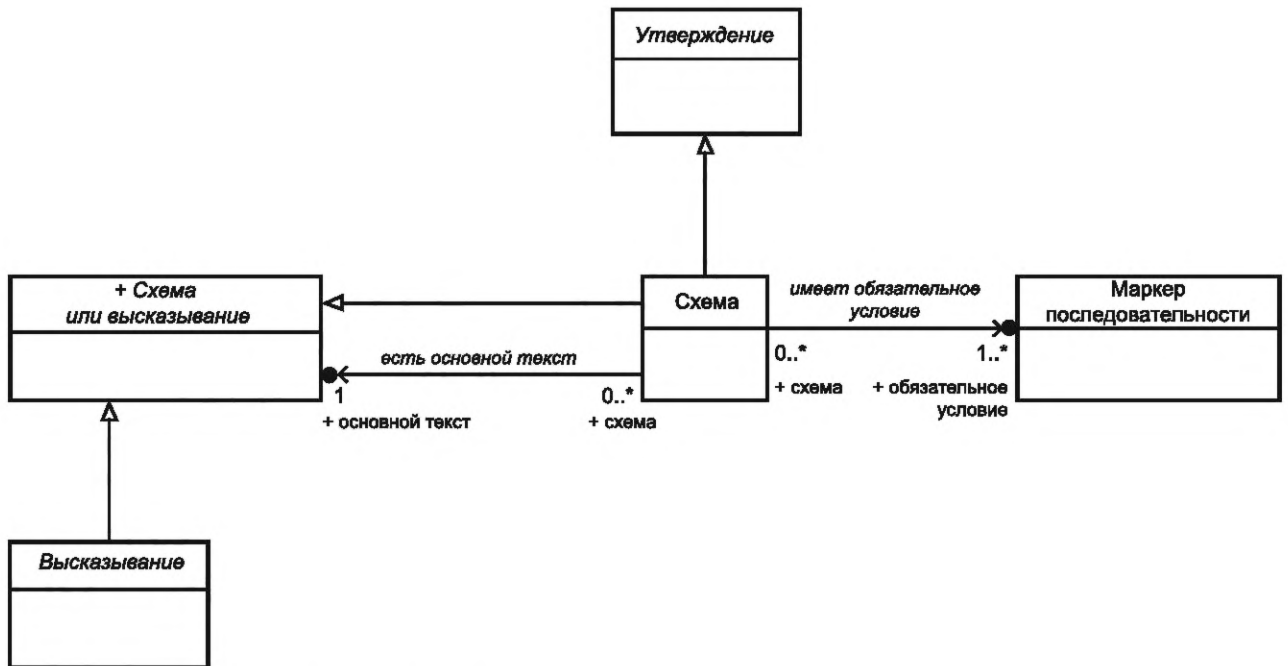 Утверждение
+ Схема
или высказывание
Схема
имеет обязательное
условие
Маркер
последовательности
есть основной текст
0..*
1..*
1
0..*
+ схема
+ обязательное
условие
+ основной текст
+ схема
Высказывание